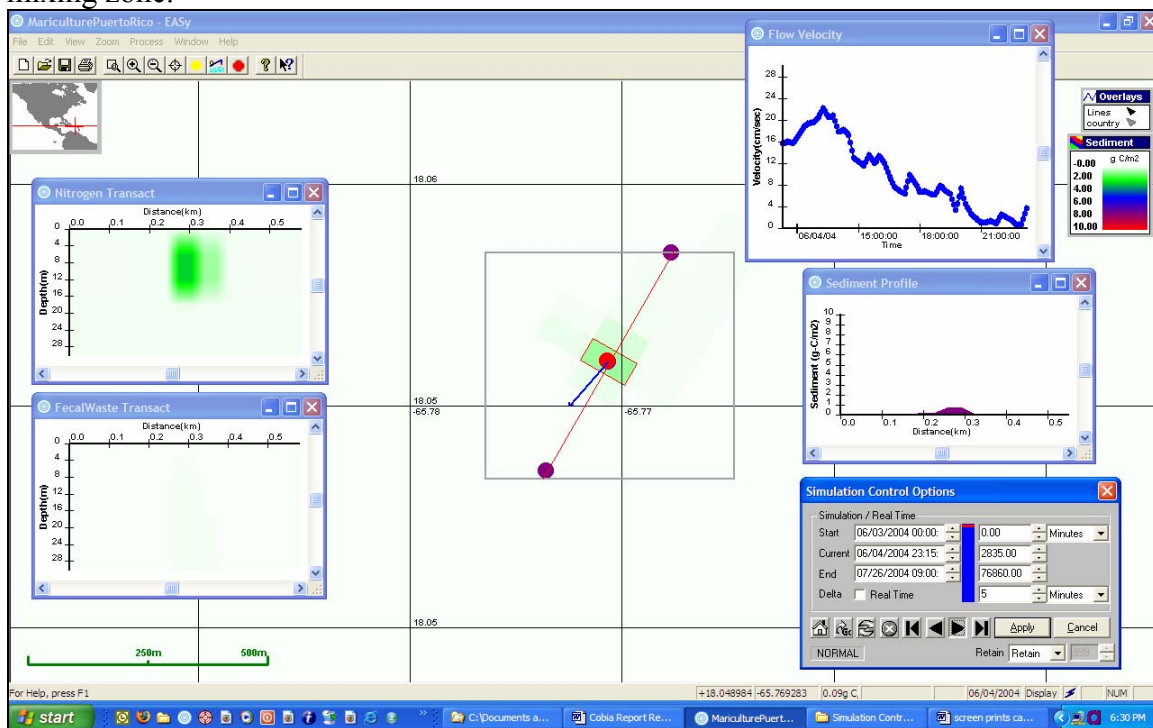 mixing zone.
MariculturePuertoRico - EASy
File Edit View Zoom Process Window Help
Flow Velocity
28
24
20
16
12
8
4
0
Velocity(cm/sec)
06/04/04 15:00:00 18:00:00 21:00:00
Time
Overlays
Lines
country
Sediment
g C/m2
-0.00
2.00
4.00
6.00
8.00
10.00
Nitrogen Transact
Distance(km)
0.0 0.1 0.2 0.3 0.4 0.5
0
4
8
12
16
20
24
28
Depth(m)
18.06
18.05
-65.78
-65.77
18.05
FecalWaste Transact
Distance(km)
0.0 0.1 0.2 0.3 0.4 0.5
0
4
8
12
16
20
24
28
Depth(m)
Sediment Profile
10
9
8
7
6
5
4
3
2
1
0
Sediment (g-C/m2)
0.0 0.1 0.2 0.3 0.4 0.5
Distance(km)
Simulation Control Options
Simulation / Real Time
Start 06/03/2004 00:00: 0.00 Minutes
Current 06/04/2004 23:15: 2835.00
End 07/26/2004 09:00: 76860.00
Delta Real Time 5 Minutes
Apply Cancel
NORMAL Retain Retain 999
250m 500m
For Help, press F1
+18.048984 -65.769283 0.09g C, 06/04/2004 Display NUM
start C:\Documents a... Cobia Report Re... MariculturePuert... Simulation Contr... screen prints ca... 6:30 PM